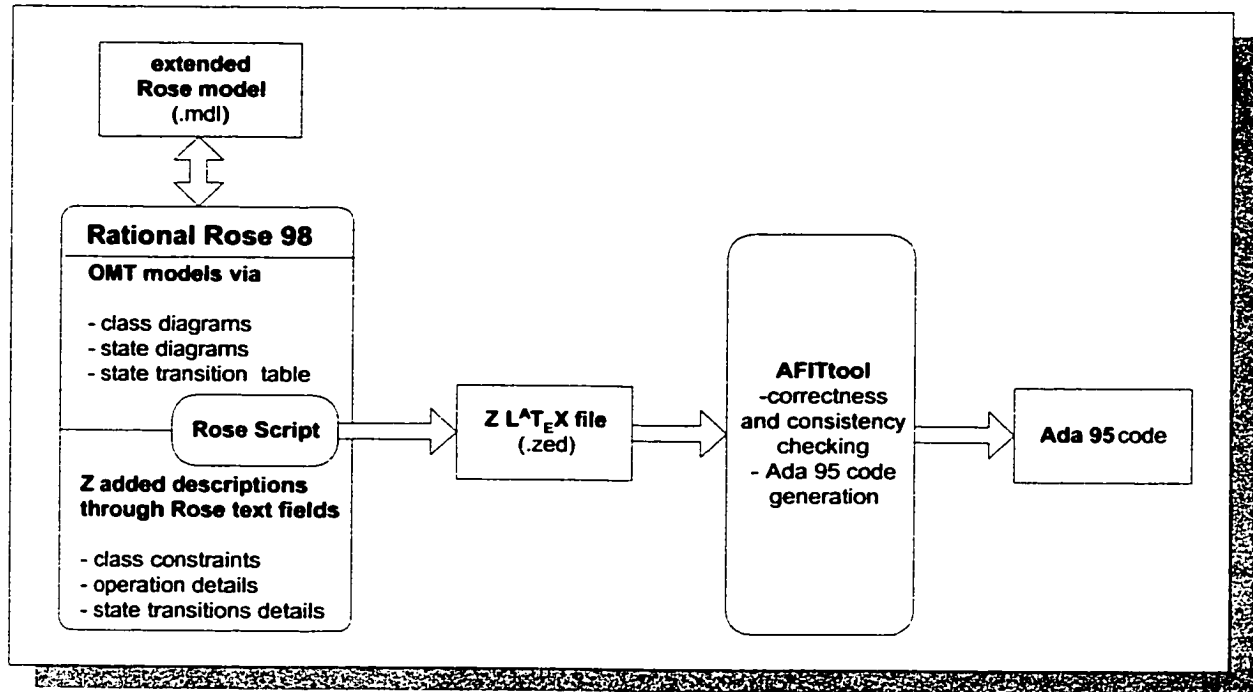 extended
Rose model
(.mdl)
Rational Rose 98
OMT models via
- class diagrams
- state diagrams
- state transition table
Rose Script
Z added descriptions
through Rose text fields
- class constraints
- operation details
- state transitions details
Z LATEX file
(.zed)
AFITtool
-correctness
and consistency
checking
- Ada 95 code
generation
Ada 95 code